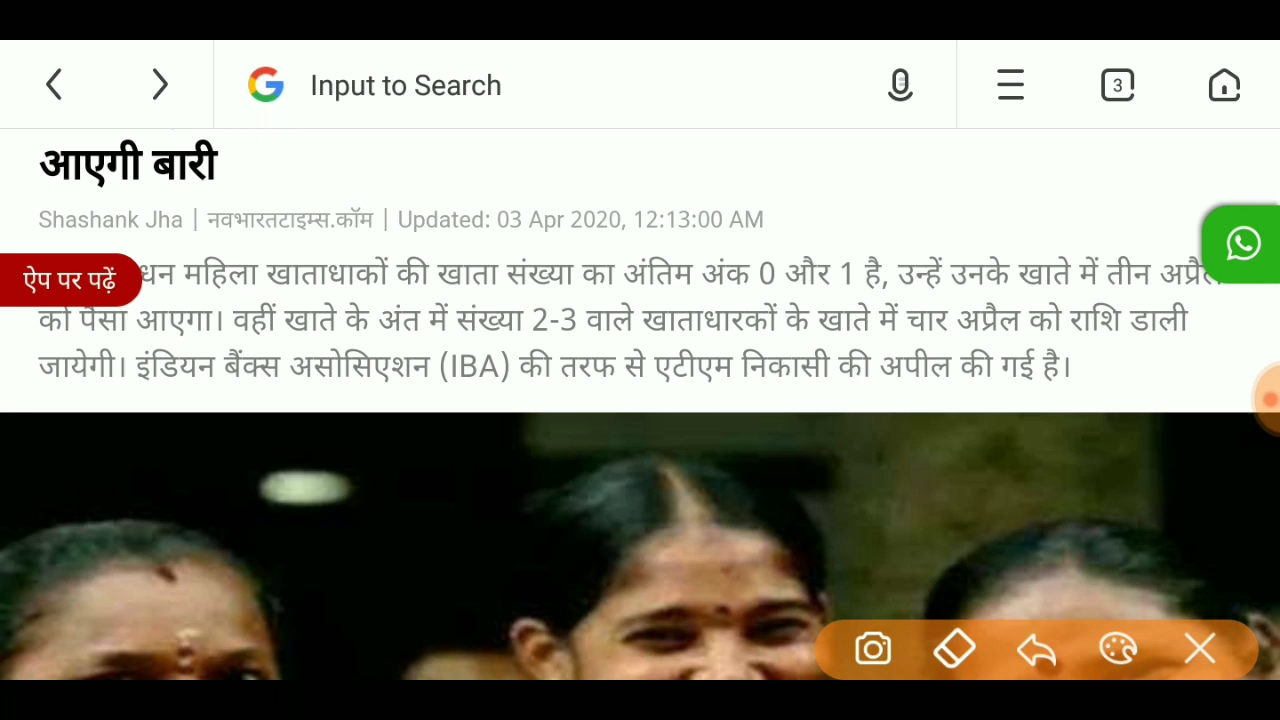 Input to Search
3
आएगी बारी
Shashank Jha | नवभारतटाइम्स.कॉम | Updated: 03 Apr 2020, 12:13:00 AM
ऐप पर पढ़ें
धन महिला खाताधाकों की खाता संख्या का अंतिम अंक 0 और 1 है, उन्हें उनके खाते में तीन अप्रैल
को पैसा आएगा। वहीं खाते के अंत में संख्या 2-3 वाले खाताधारकों के खाते में चार अप्रैल को राशि डाली
जायेगी। इंडियन बैंक्स असोसिएशन (IBA) की तरफ से एटीएम निकासी की अपील की गई है।